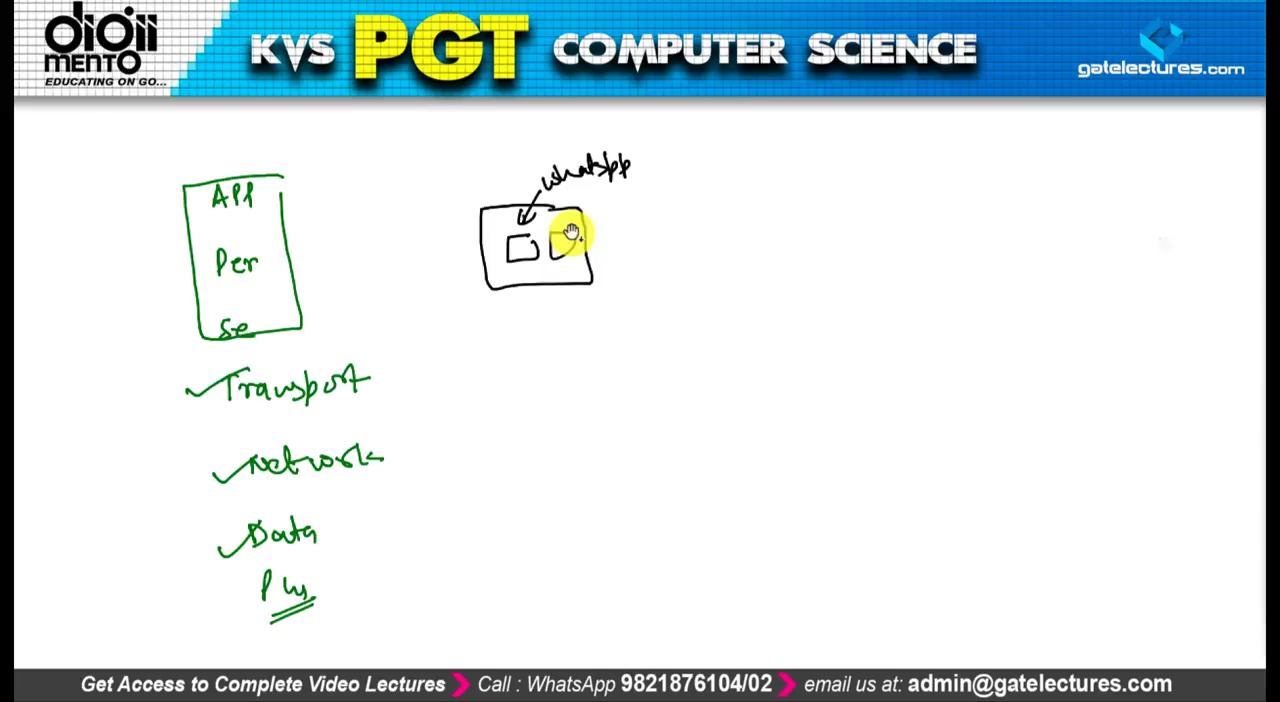 digii
mento
EDUCATING ON GO...
KVS PGT COMPUTER SCIENCE
gatelectures.com
whatspp
APP
Per
Se
Transport
Network
Data
Phy
Get Access to Complete Video Lectures Call : WhatsApp 9821876104/02 email us at: admin@gatelectures.com